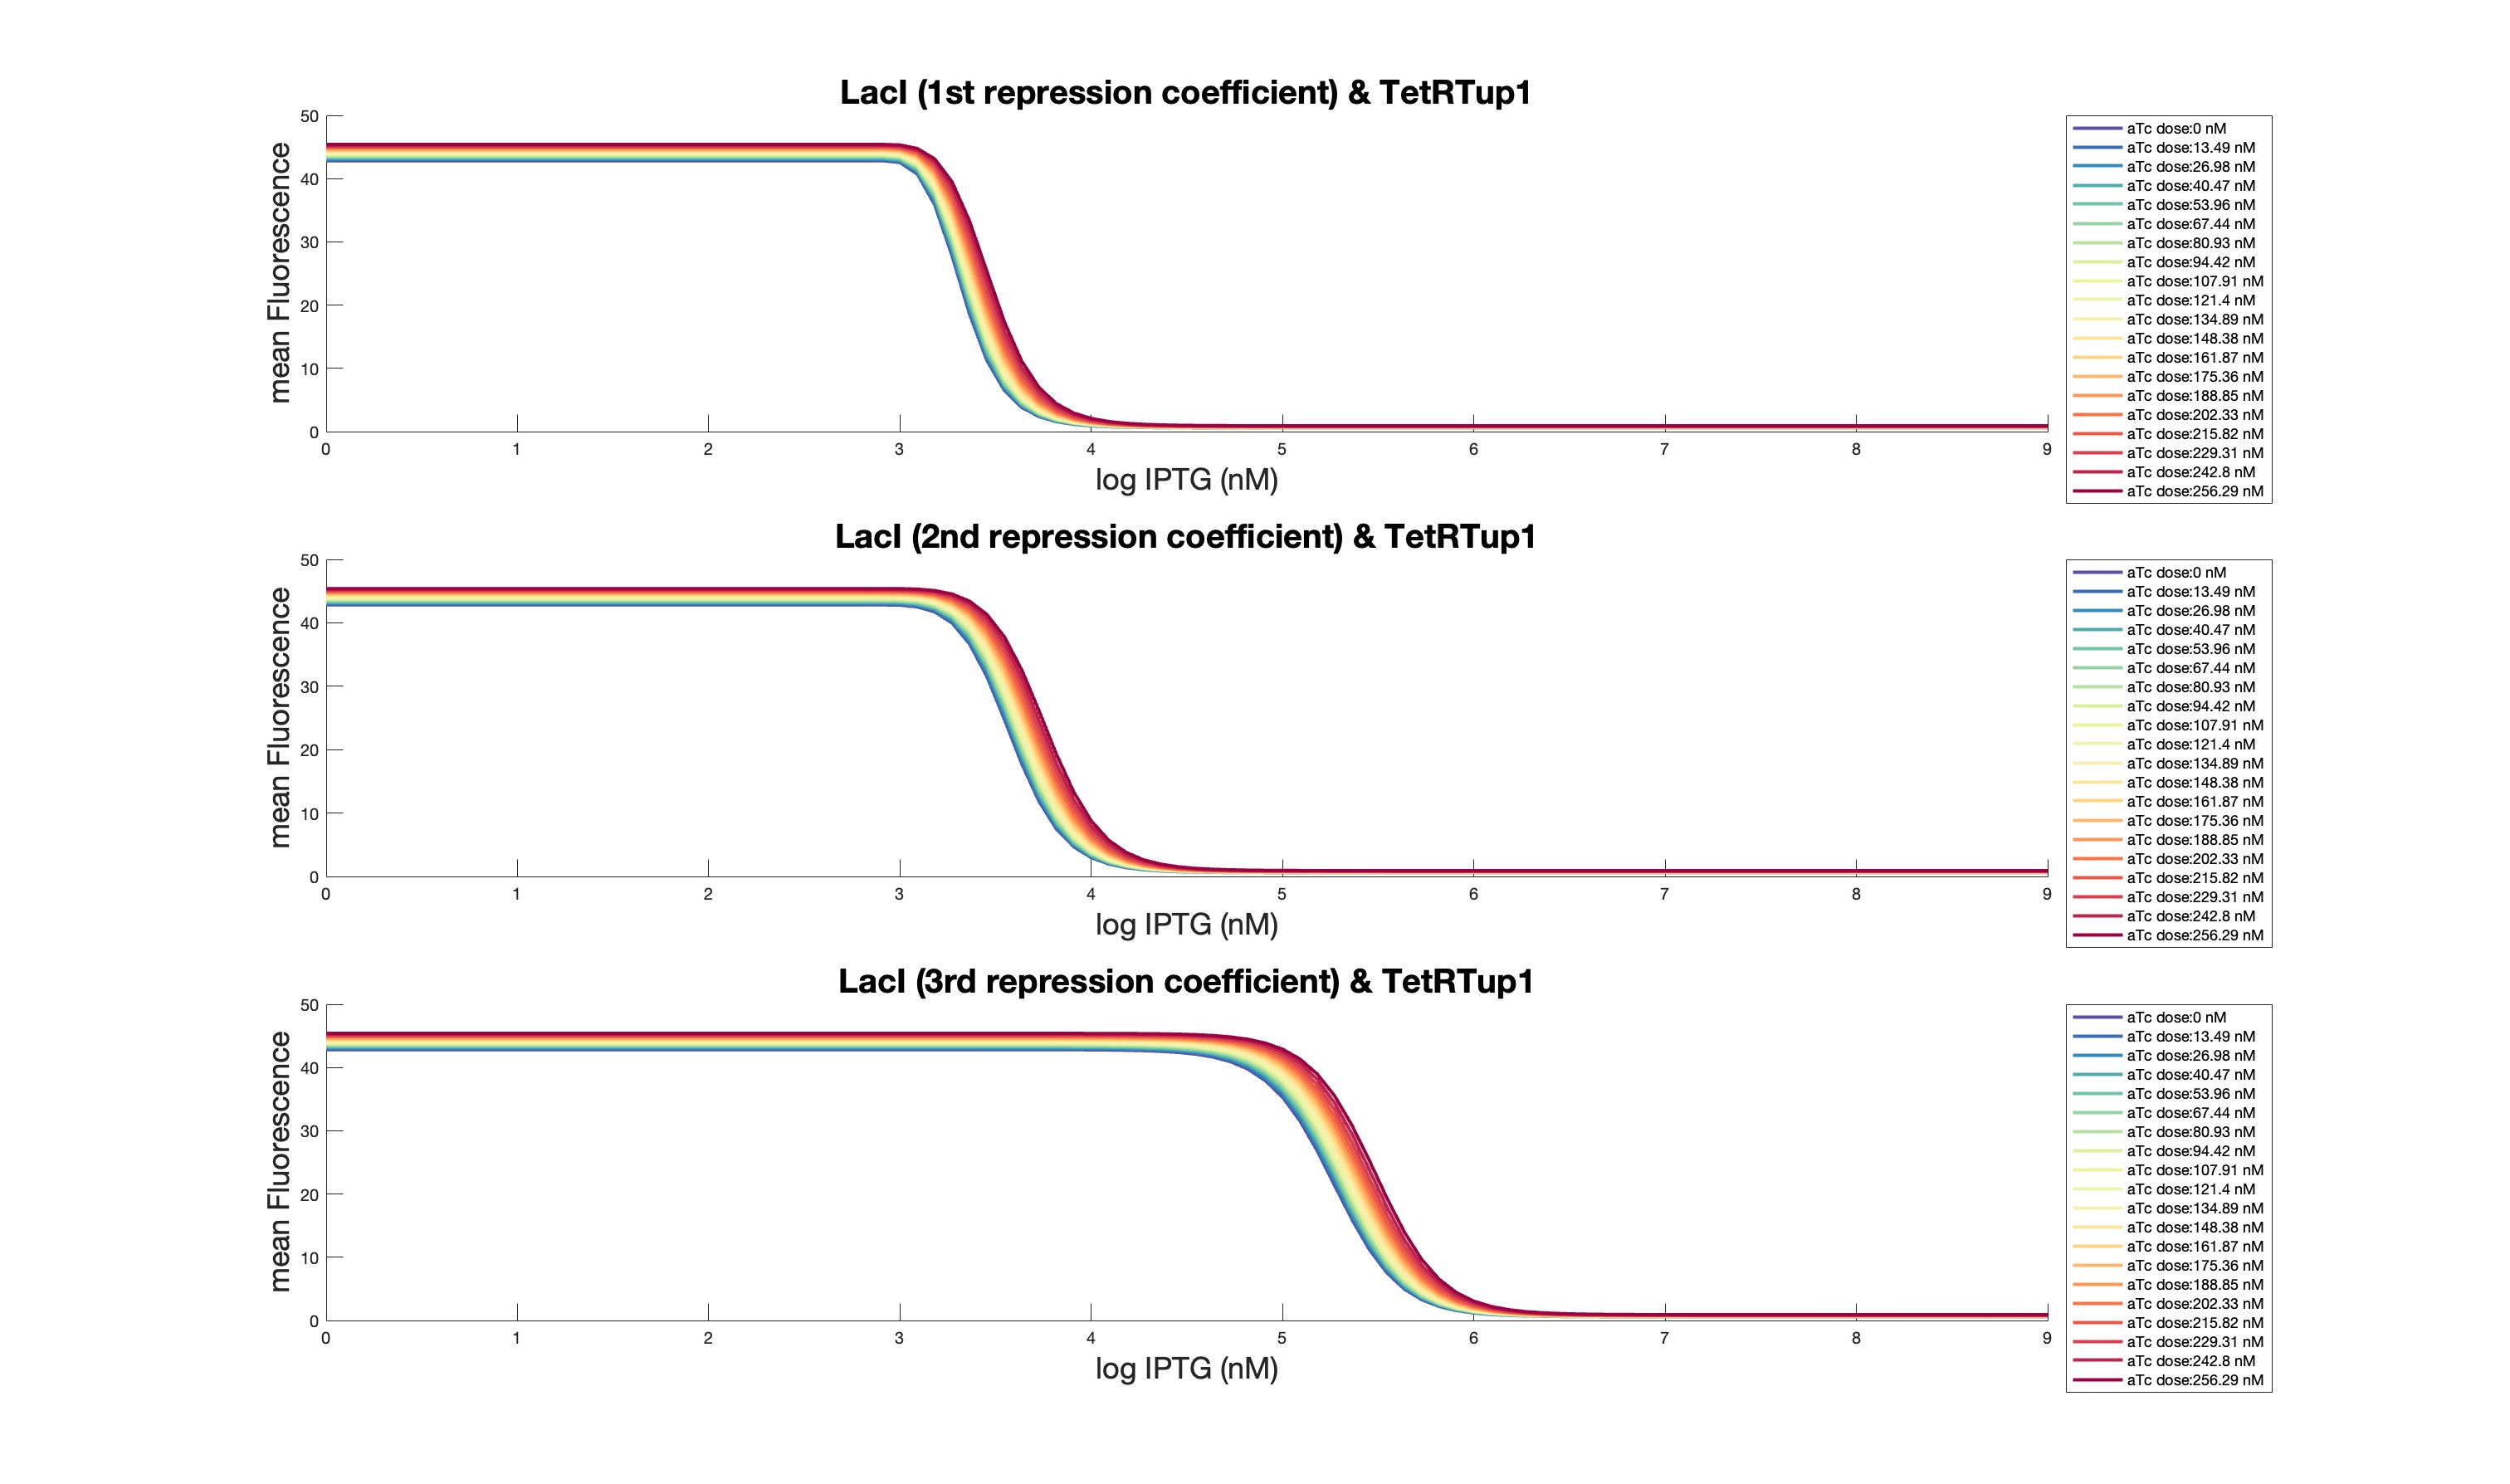 LacI (1st repression coefficient) & TetRTup1
50
40
30
20
10
0
mean Fluorescence
0 1 2 3 4 5 6 7 8 9
log IPTG (nM)
aTc dose:0 nM
aTc dose:13.49 nM
aTc dose:26.98 nM
aTc dose:40.47 nM
aTc dose:53.96 nM
aTc dose:67.44 nM
aTc dose:80.93 nM
aTc dose:94.42 nM
aTc dose:107.91 nM
aTc dose:121.4 nM
aTc dose:134.89 nM
aTc dose:148.38 nM
aTc dose:161.87 nM
aTc dose:175.36 nM
aTc dose:188.85 nM
aTc dose:202.33 nM
aTc dose:215.82 nM
aTc dose:229.31 nM
aTc dose:242.8 nM
aTc dose:256.29 nM
LacI (2nd repression coefficient) & TetRTup1
50
40
30
20
10
0
mean Fluorescence
0 1 2 3 4 5 6 7 8 9
log IPTG (nM)
aTc dose:0 nM
aTc dose:13.49 nM
aTc dose:26.98 nM
aTc dose:40.47 nM
aTc dose:53.96 nM
aTc dose:67.44 nM
aTc dose:80.93 nM
aTc dose:94.42 nM
aTc dose:107.91 nM
aTc dose:121.4 nM
aTc dose:134.89 nM
aTc dose:148.38 nM
aTc dose:161.87 nM
aTc dose:175.36 nM
aTc dose:188.85 nM
aTc dose:202.33 nM
aTc dose:215.82 nM
aTc dose:229.31 nM
aTc dose:242.8 nM
aTc dose:256.29 nM
LacI (3rd repression coefficient) & TetRTup1
50
40
30
20
10
0
mean Fluorescence
0 1 2 3 4 5 6 7 8 9
log IPTG (nM)
aTc dose:0 nM
aTc dose:13.49 nM
aTc dose:26.98 nM
aTc dose:40.47 nM
aTc dose:53.96 nM
aTc dose:67.44 nM
aTc dose:80.93 nM
aTc dose:94.42 nM
aTc dose:107.91 nM
aTc dose:121.4 nM
aTc dose:134.89 nM
aTc dose:148.38 nM
aTc dose:161.87 nM
aTc dose:175.36 nM
aTc dose:188.85 nM
aTc dose:202.33 nM
aTc dose:215.82 nM
aTc dose:229.31 nM
aTc dose:242.8 nM
aTc dose:256.29 nM